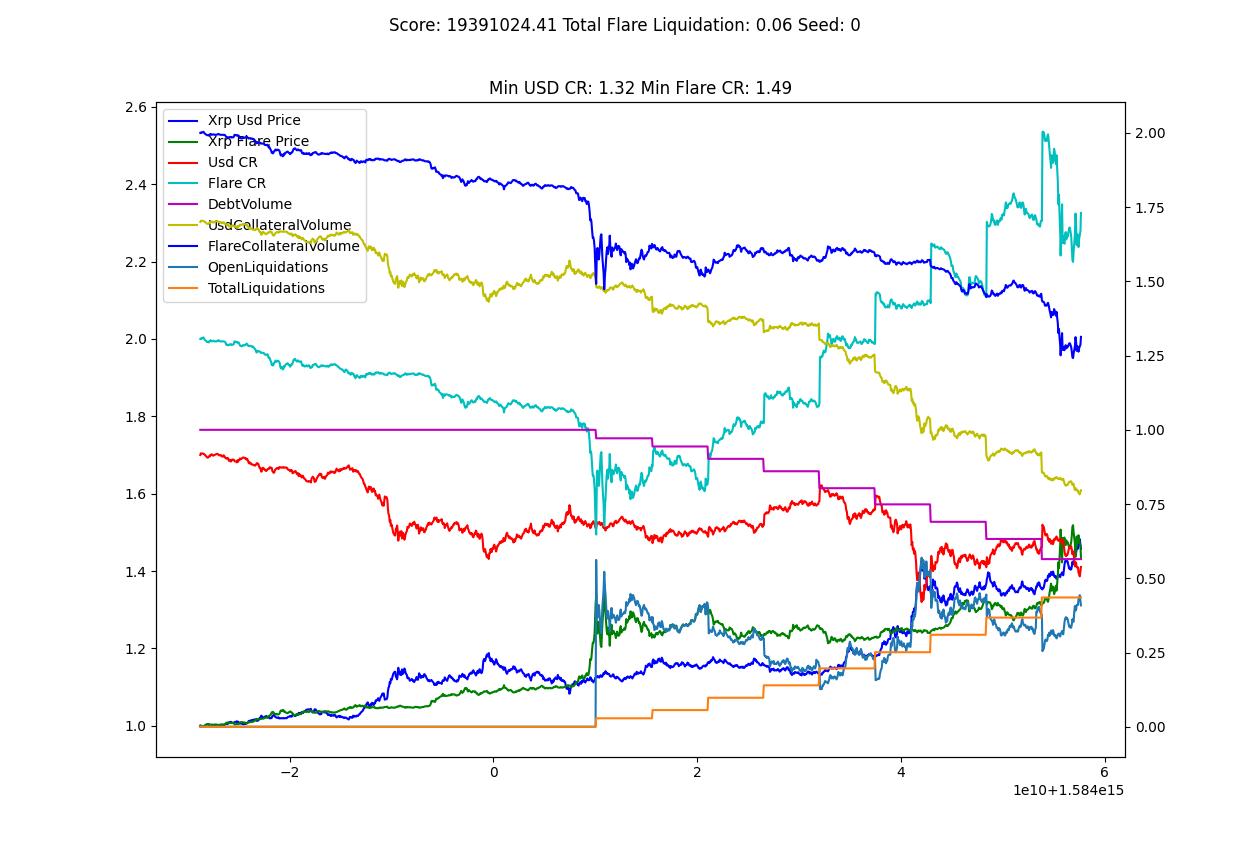 Score: 19391024.41 Total Flare Liquidation: 0.06 Seed: 0
Min USD CR: 1.32 Min Flare CR: 1.49
Xrp Usd Price
Xrp Flare Price
Usd CR
Flare CR
DebtVolume
UsdCollateralVolume
FlareCollateralVolume
OpenLiquidations
TotalLiquidations
2.6
2.4
2.2
2.0
1.8
1.6
1.4
1.2
1.0
2.00
1.75
1.50
1.25
1.00
0.75
0.50
0.25
0.00
−2 0 2 4 6
1e10+1.584e15